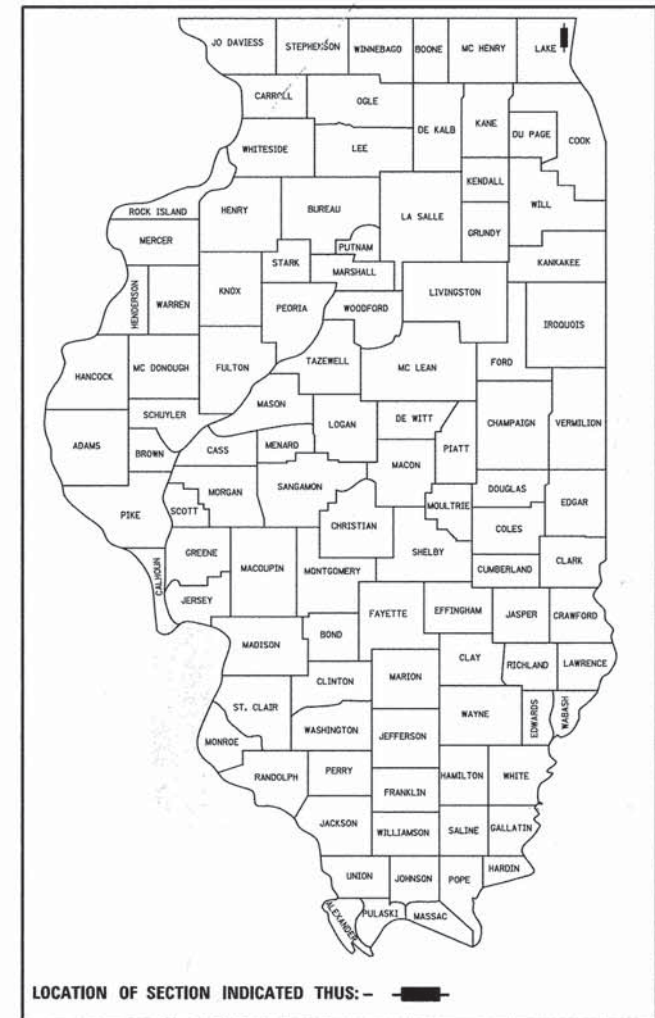 JO DAVIESS STEPHENSON WINNEBAGO BOONE MC HENRY LAKE
CARROLL OGLE DE KALB KANE DU PAGE COOK
WHITESIDE LEE KENDALL WILL
ROCK ISLAND HENRY BUREAU LA SALLE GRUNDY
MERCER PUTNAM KANKAKEE
STARK MARSHALL
HENDERSON WARREN KNOX PEORIA WOODFORD LIVINGSTON IROQUOIS
HANCOCK MC DONOUGH FULTON TAZEWELL MC LEAN FORD
SCHUYLER MASON LOGAN DE WITT CHAMPAIGN VERMILION
ADAMS BROWN CASS MENARD MACON PIATT
PIKE SCOTT MORGAN SANGAMON CHRISTIAN MOULTRIE DOUGLAS EDGAR
COLES
CALHOUN GREENE MACOUPIN MONTGOMERY SHELBY CUMBERLAND CLARK
JERSEY FAYETTE EFFINGHAM JASPER CRAWFORD
MADISON BOND CLAY RICHLAND LAWRENCE
CLINTON MARION
ST. CLAIR WAYNE EDWARDS WABASH
MONROE WASHINGTON JEFFERSON
RANDOLPH PERRY HAMILTON WHITE
FRANKLIN
JACKSON WILLIAMSON SALINE GALLATIN
UNION JOHNSON POPE HARDIN
ALEXANDER PULASKI MASSAC
LOCATION OF SECTION INDICATED THUS: -